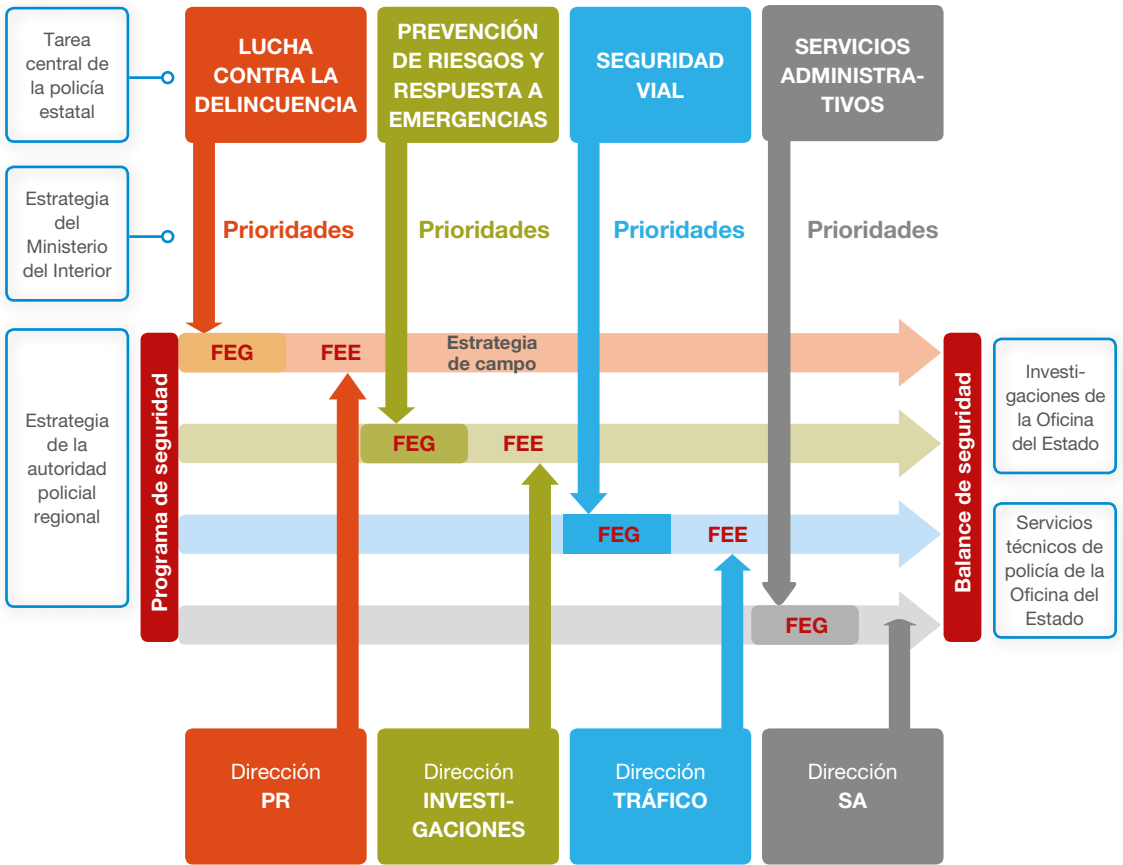 Tarea
central de
la policía
estatal
LUCHA
CONTRA LA
DELINCUENCIA
PREVENCIÓN
DE RIESGOS Y
RESPUESTA A
EMERGENCIAS
SEGURIDAD
VIAL
SERVICIOS
ADMINISTRA-
TIVOS
Estrategia
del
Ministerio
del Interior
Prioridades
Prioridades
Prioridades
Prioridades
Estrategia
de la
autoridad
policial
regional
Programa de seguridad
FEG
FEE
Estrategia
de campo
FEG
FEE
FEG
FEE
FEG
Balance de seguridad
Investi-
gaciones de
la Oficina
del Estado
Servicios
técnicos de
policía de la
Oficina del
Estado
Dirección
PR
Dirección
INVESTI-
GACIONES
Dirección
TRÁFICO
Dirección
SA